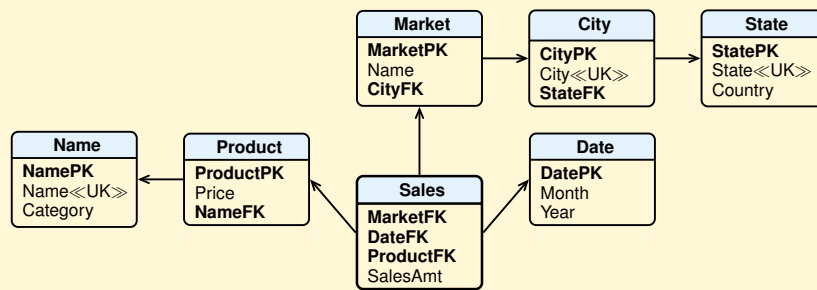 Market
MarketPK
Name
CityFK
City
CityPK
City≪UK≫
StateFK
State
StatePK
State≪UK≫
Country
Name
NamePK
Name≪UK≫
Category
Product
ProductPK
Price
NameFK
Sales
MarketFK
DateFK
ProductFK
SalesAmt
Date
DatePK
Month
Year